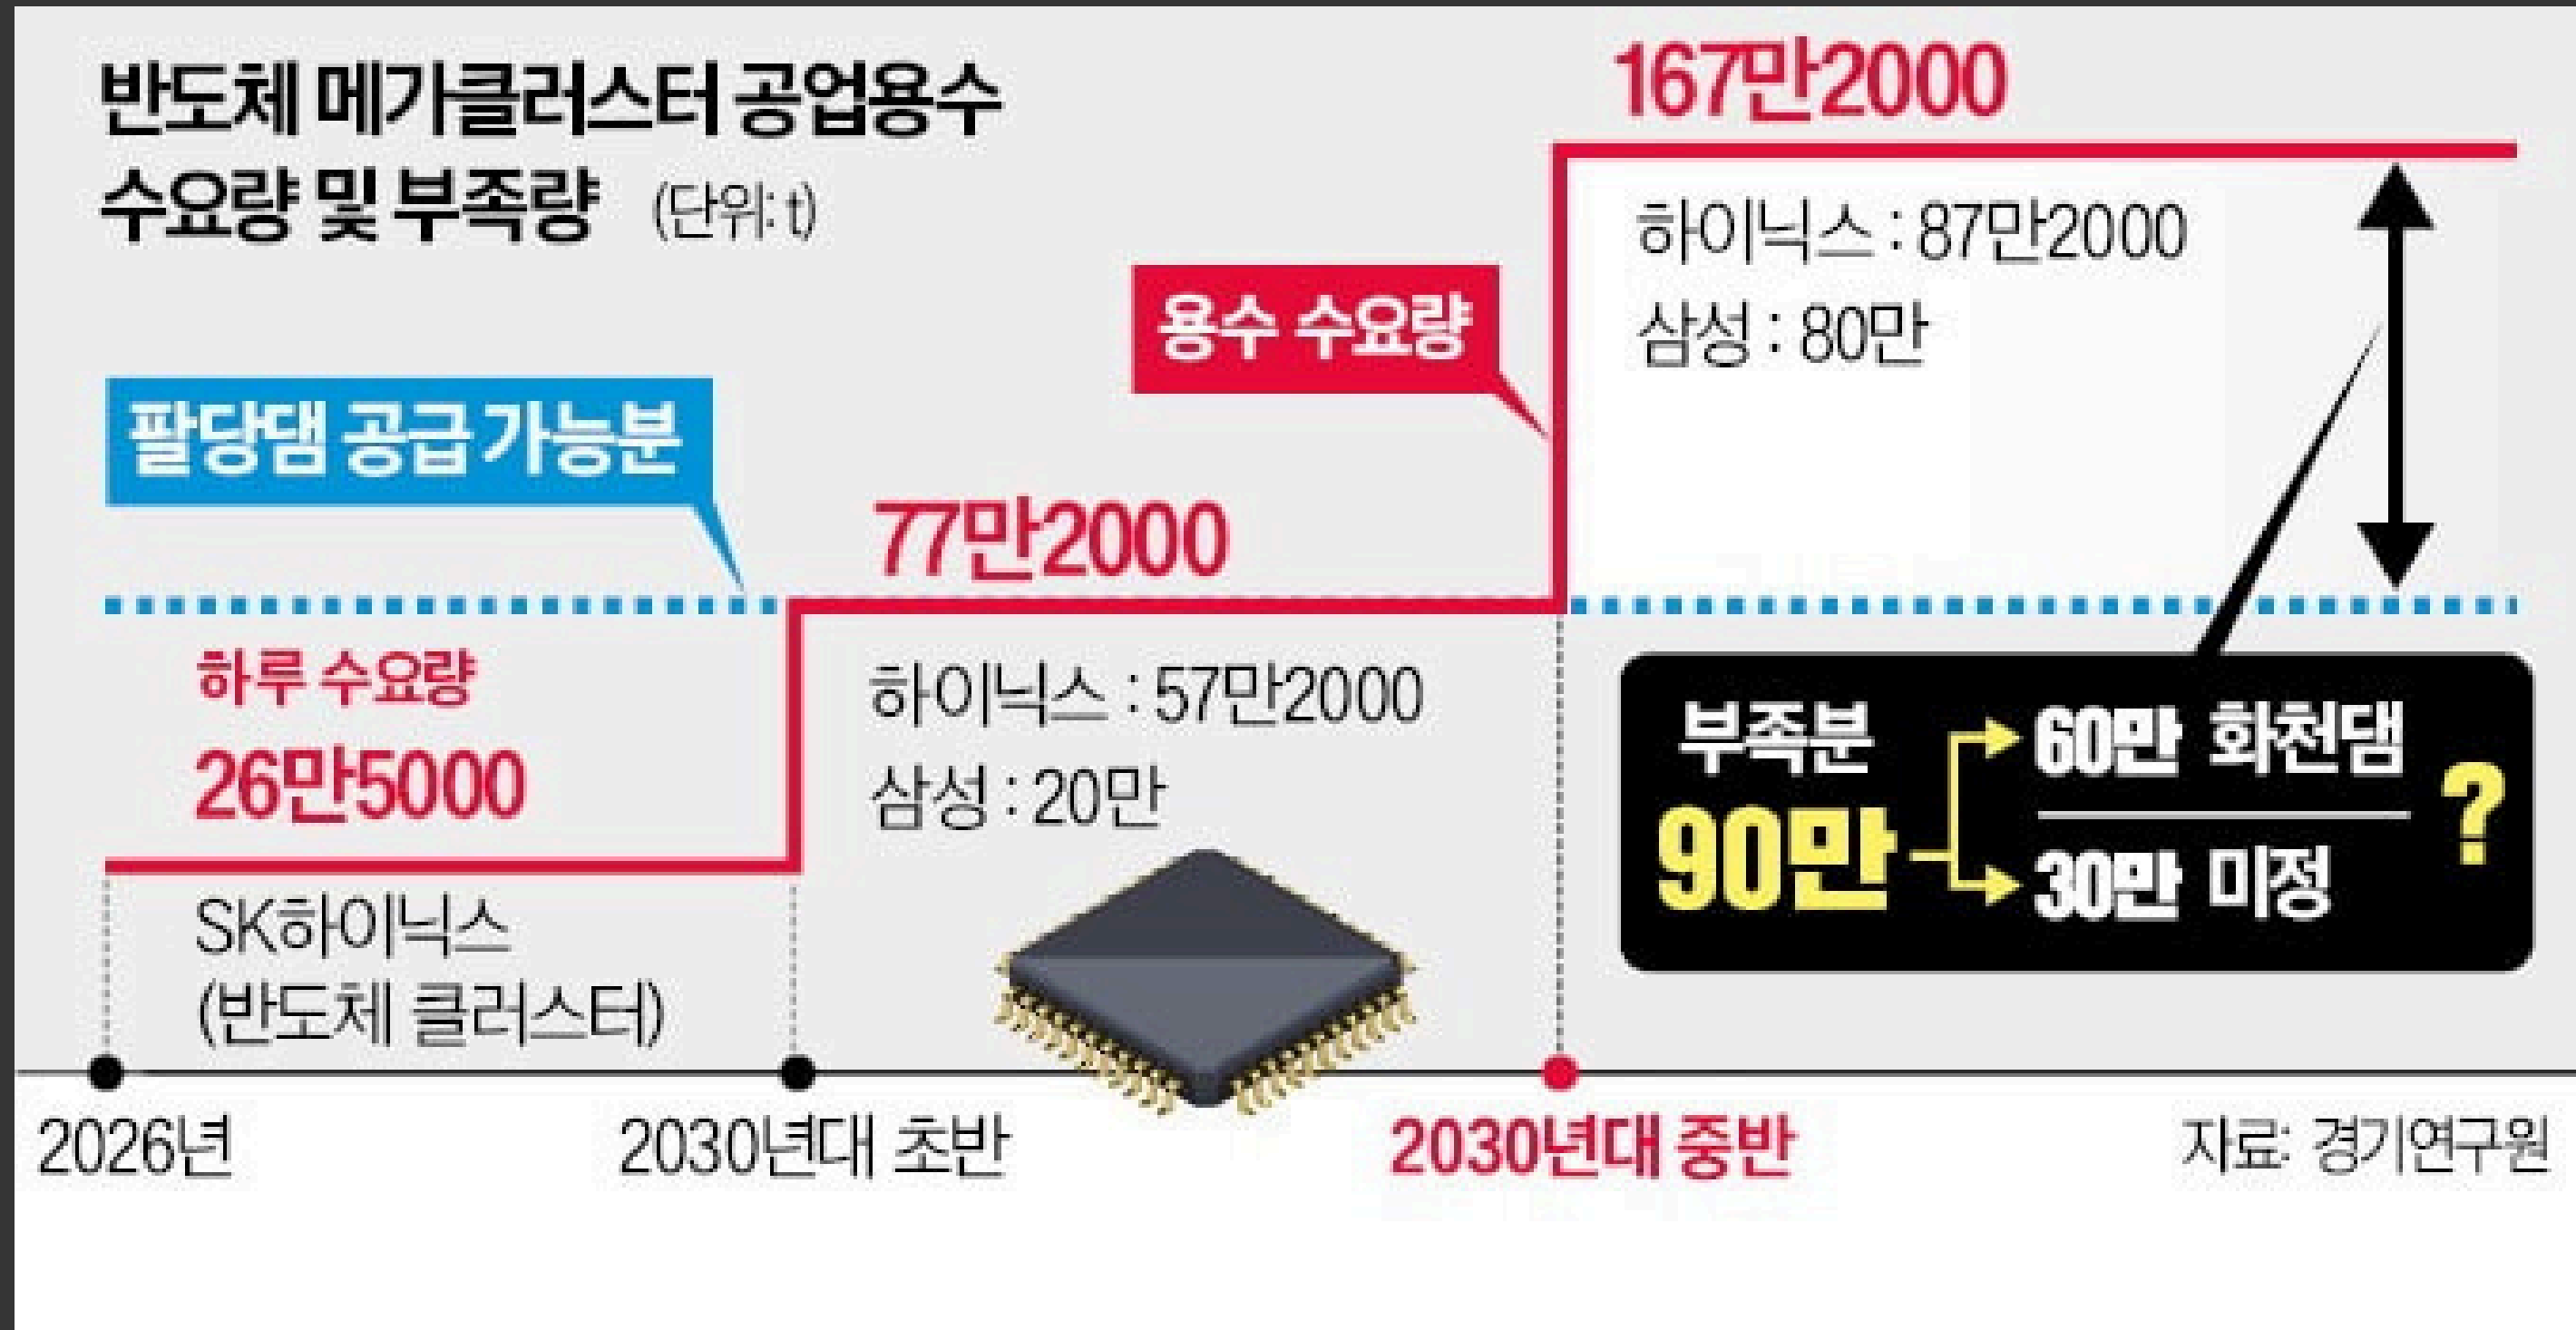 반도체 메가클러스터 공업용수
수요량 및 부족량 (단위: t)
167만2000
하이닉스 : 87만2000
삼성 : 80만
용수 수요량
팔당댐 공급 가능분
77만2000
하이닉스 : 57만2000
삼성 : 20만
하루 수요량
26만5000
SK하이닉스
(반도체 클러스터)
부족분
90만
60만 화천댐
30만 미정
?
2026년
2030년대 초반
2030년대 중반
자료: 경기연구원